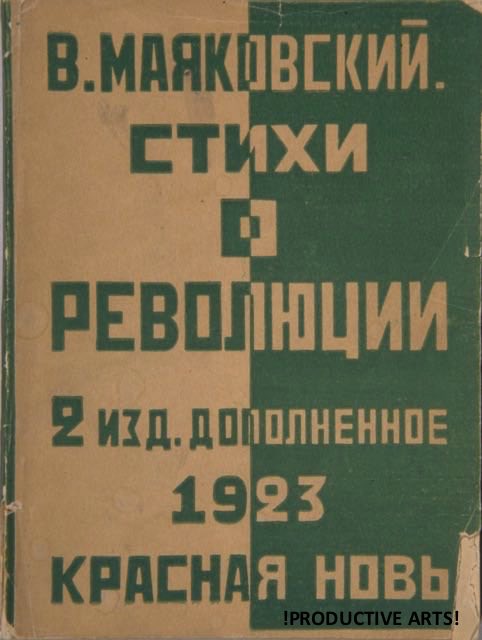 В.МАЯКОВСКИЙ.
СТИХИ
О
РЕВОЛЮЦИИ
2 ИЗД. ДОПОЛНЕННОЕ
1923
КРАСНАЯ НОВЬ
!PRODUCTIVE ARTS!